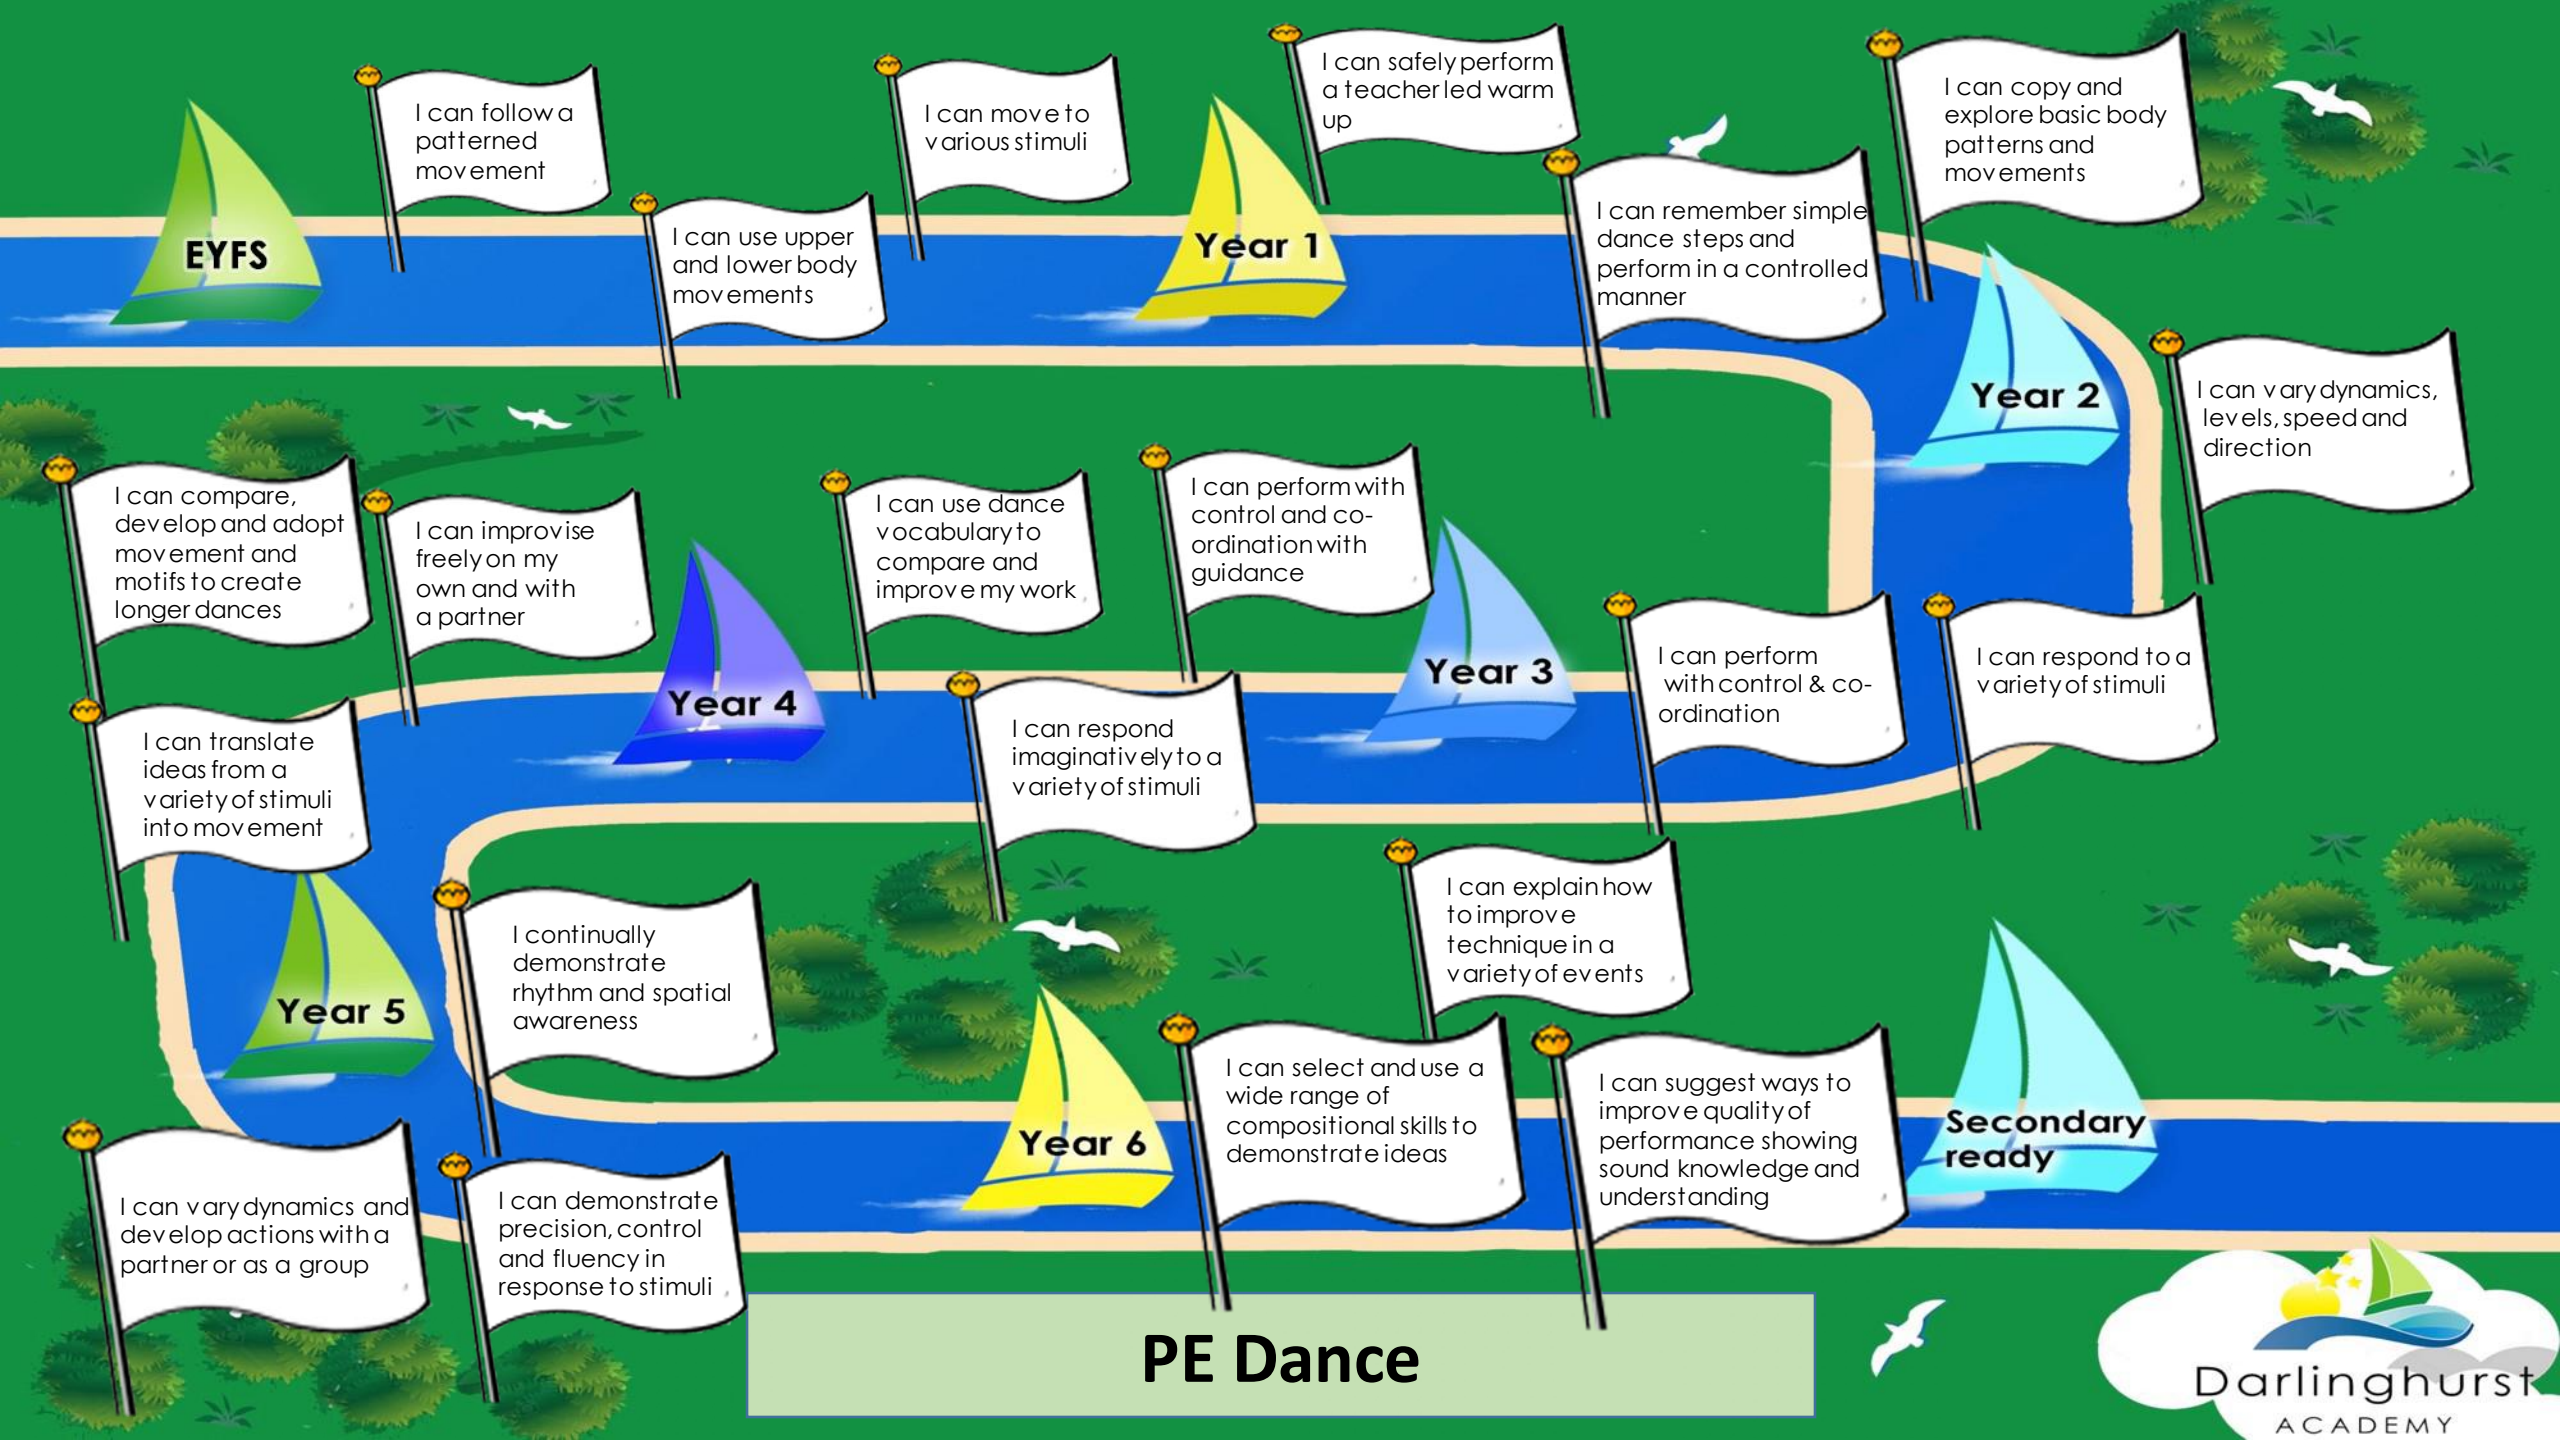 EYFS
I can follow a
patterned
movement
I can use upper
and lower body
movements
I can move to
various stimuli
Year 1
I can safely perform
a teacher led warm
up
I can remember simple
dance steps and
perform in a controlled
manner
I can copy and
explore basic body
patterns and
movements
Year 2
I can vary dynamics,
levels, speed and
direction
I can respond to a
variety of stimuli
I can perform
with control & co-
ordination
Year 3
I can perform with
control and co-
ordination with
guidance
I can respond
imaginatively to a
variety of stimuli
I can use dance
vocabulary to
compare and
improve my work
Year 4
I can improvise
freely on my
own and with
a partner
I can compare,
develop and adopt
movement and
motifs to create
longer dances
I can translate
ideas from a
variety of stimuli
into movement
Year 5
I continually
demonstrate
rhythm and spatial
awareness
I can vary dynamics and
develop actions with a
partner or as a group
I can demonstrate
precision, control
and fluency in
response to stimuli
Year 6
I can select and use a
wide range of
compositional skills to
demonstrate ideas
I can explain how
to improve
technique in a
variety of events
I can suggest ways to
improve quality of
performance showing
sound knowledge and
understanding
Secondary
ready
PE Dance
Darlinghurst
ACADEMY